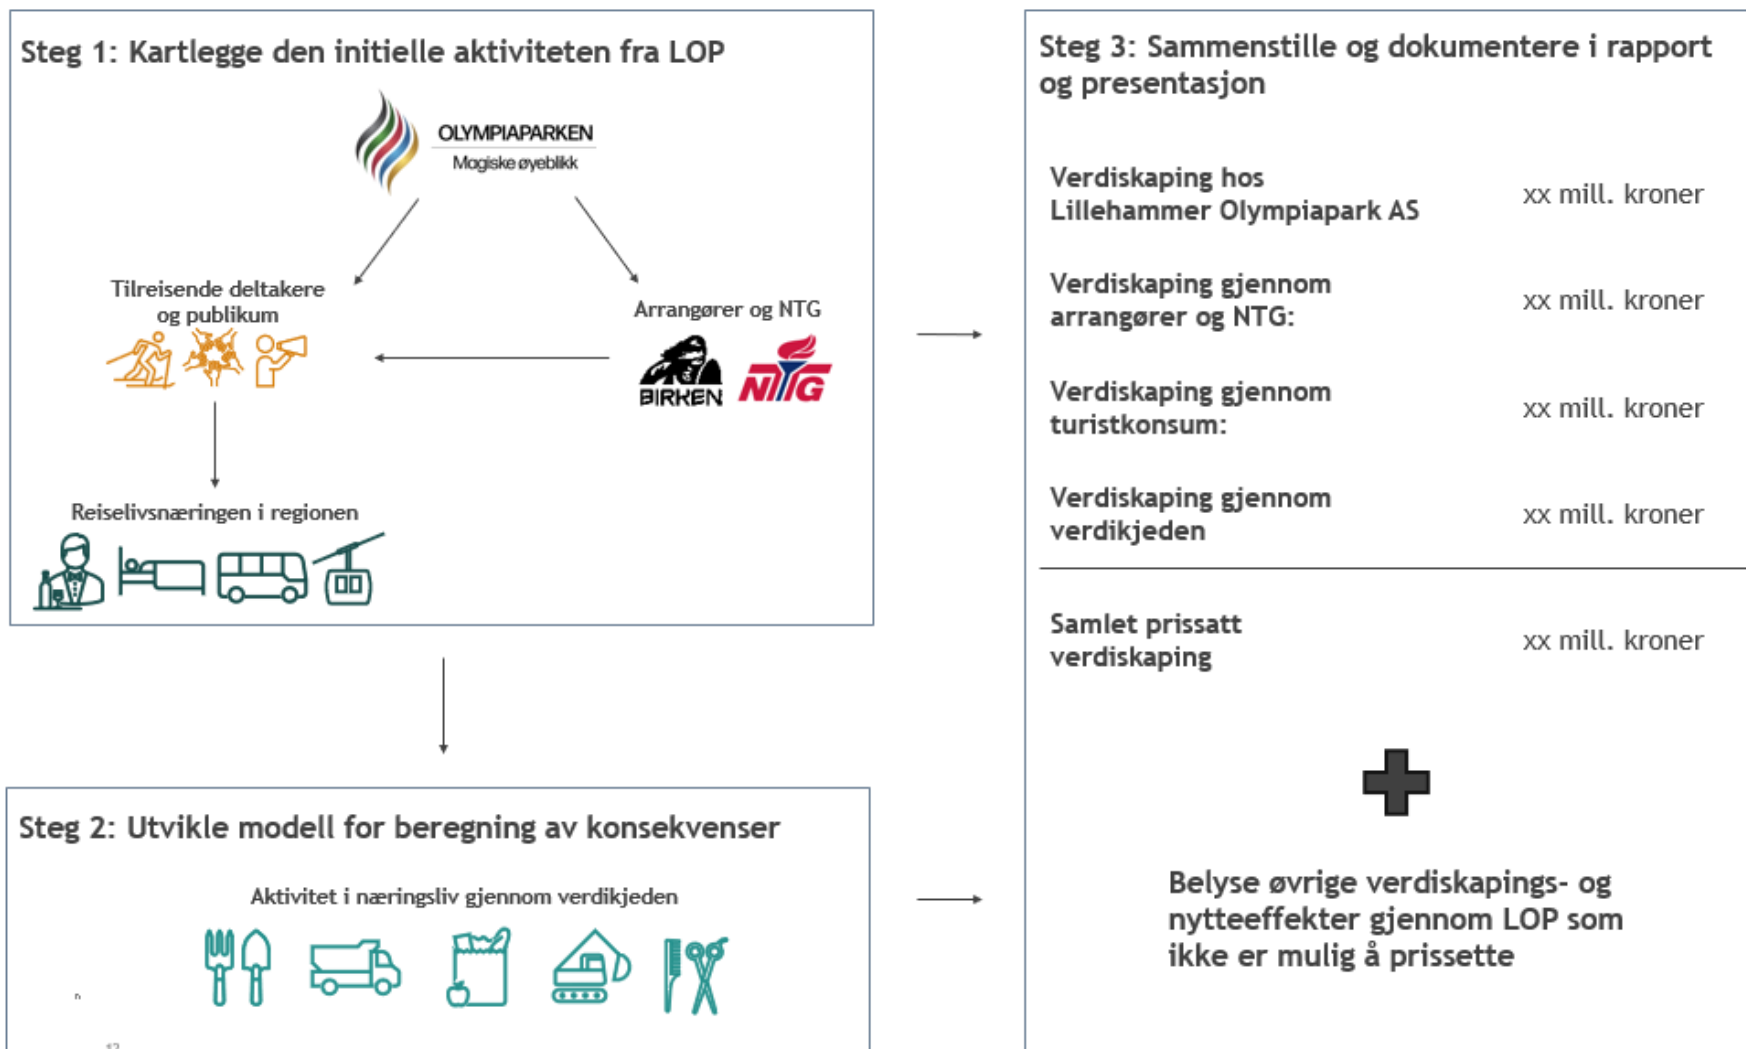 Steg 1: Kartlegge den initielle aktiviteten fra LOP
OLYMPIAPARKEN
Magiske øyeblikk
Tilreisende deltakere
og publikum
Arrangører og NTG
BIRKEN
NTG
Reiselivsnæringen i regionen
Steg 2: Utvikle modell for beregning av konsekvenser
Aktivitet i næringsliv gjennom verdikjeden
Steg 3: Sammenstille og dokumentere i rapport
og presentasjon
Verdiskaping hos
Lillehammer Olympiapark AS
xx mill. kroner
Verdiskaping gjennom
arrangører og NTG:
xx mill. kroner
Verdiskaping gjennom
turistkonsum:
xx mill. kroner
Verdiskaping gjennom
verdikjeden
xx mill. kroner
Samlet prissatt
verdiskaping
xx mill. kroner
Belyse øvrige verdiskapings- og
nytteeffekter gjennom LOP som
ikke er mulig å prissette